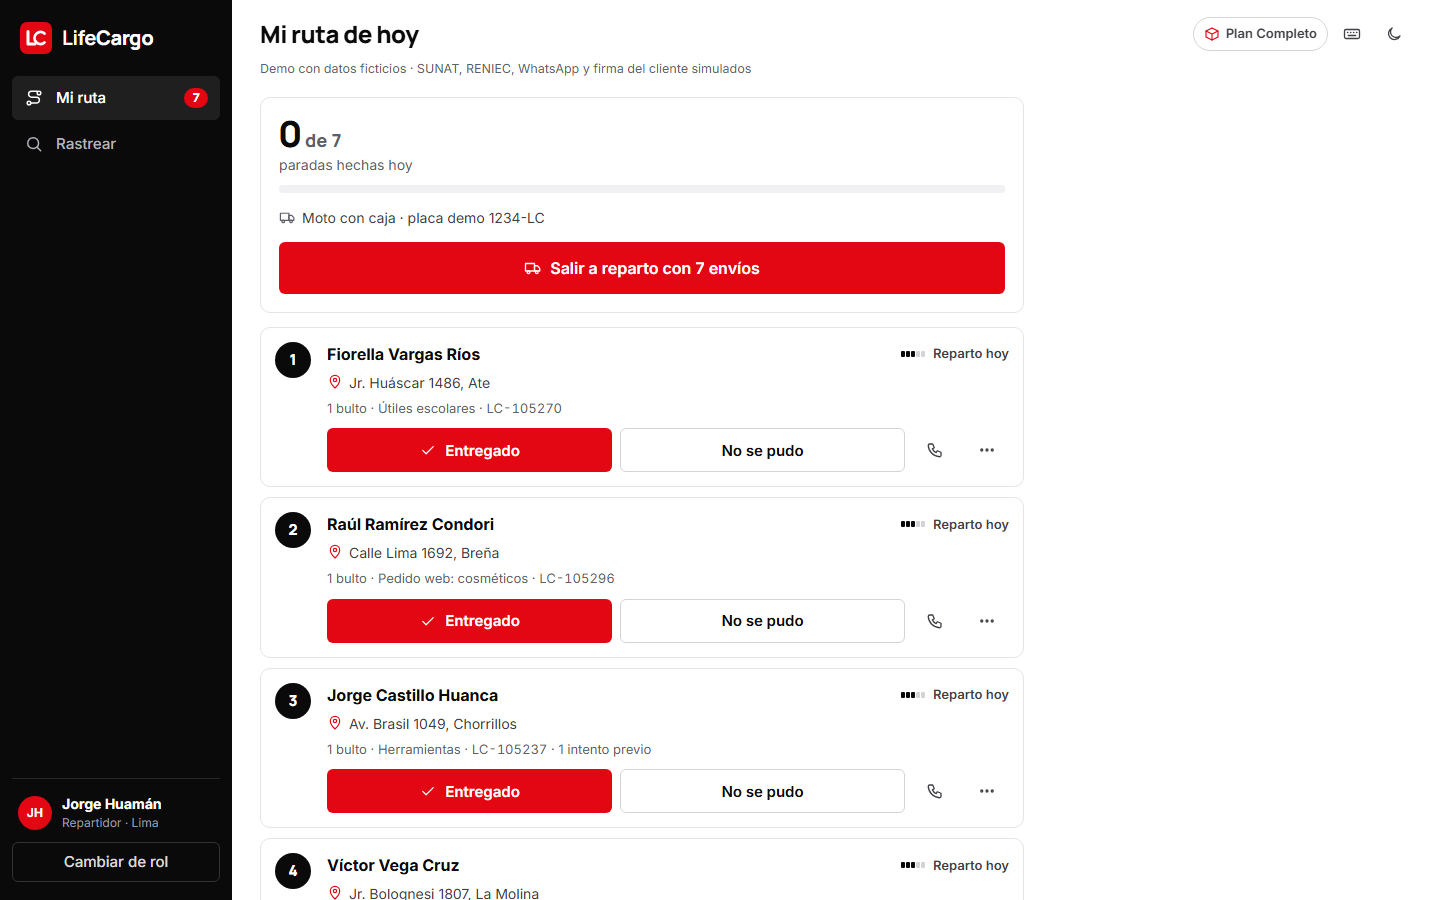 LC LifeCargo
Mi ruta 7
Rastrear
Jorge Huamán
JH
Repartidor · Lima
Cambiar de rol
Mi ruta de hoy
Plan Completo
Demo con datos ficticios · SUNAT, RENIEC, WhatsApp y firma del cliente simulados
0 de 7
paradas hechas hoy
Moto con caja · placa demo 1234-LC
Salir a reparto con 7 envíos
1 Fiorella Vargas Ríos Reparto hoy
Jr. Huáscar 1486, Ate
1 bulto · Útiles escolares · LC-105270
Entregado No se pudo
2 Raúl Ramírez Condori Reparto hoy
Calle Lima 1692, Breña
1 bulto · Pedido web: cosméticos · LC-105296
Entregado No se pudo
3 Jorge Castillo Huanca Reparto hoy
Av. Brasil 1049, Chorrillos
1 bulto · Herramientas · LC-105237 · 1 intento previo
Entregado No se pudo
4 Víctor Vega Cruz Reparto hoy
Jr. Bolognesi 1807, La Molina